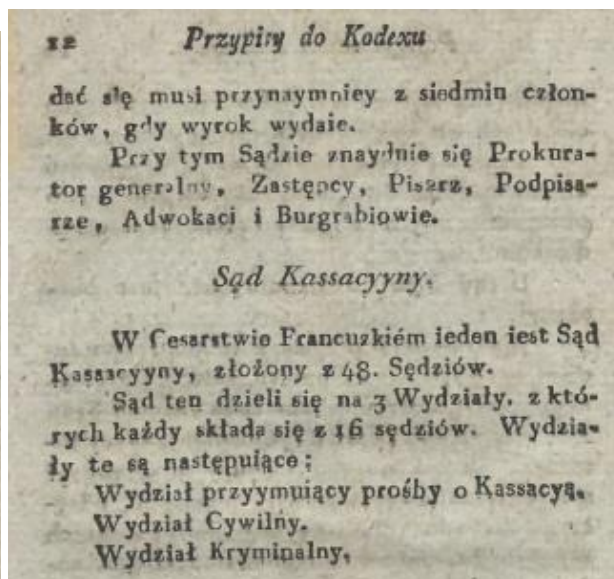 12 Przypisy do Kodexu
dać się musi przynaymniey z siedmiu człon-
ków, gdy wyrok wydaie.
Przy tym Sądzie znayduie się Prokura-
tor generalny, Zastępcy, Pisarz, Podpisa-
rze, Adwokaci i Burgrabiowie.
Sąd Kassacyyny.
W Cesarstwie Francuzkiém ieden iest Sąd
Kassacyyny, złożony z 48. Sędziów.
Sąd ten dzieli się na 3 Wydziały, z któ-
rych każdy składa się z 16 sędziów. Wydzia-
ły te są następuiące:
Wydział przyymuiący prośby o Kassacyą.
Wydział Cywilny.
Wydział Kryminalny.